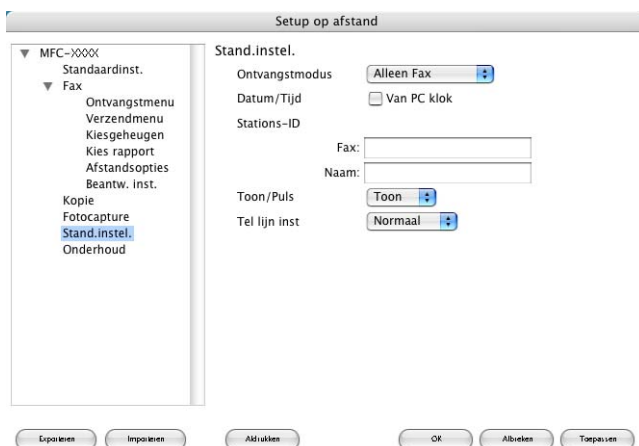 Setup op afstand
MFC-XXXX
Standaardinst.
Fax
Ontvangstmenu
Verzendmenu
Kiesgeheugen
Kies rapport
Afstandsopties
Beantw. inst.
Kopie
Fotocapture
Stand.instel.
Onderhoud
Stand.instel.
Ontvangstmodus Alleen Fax
Datum/Tijd Van PC klok
Stations-ID
Fax:
Naam:
Toon/Puls Toon
Tel lijn inst Normaal
Exporteren Importeren Afdrukken OK Afbreken Toepassen